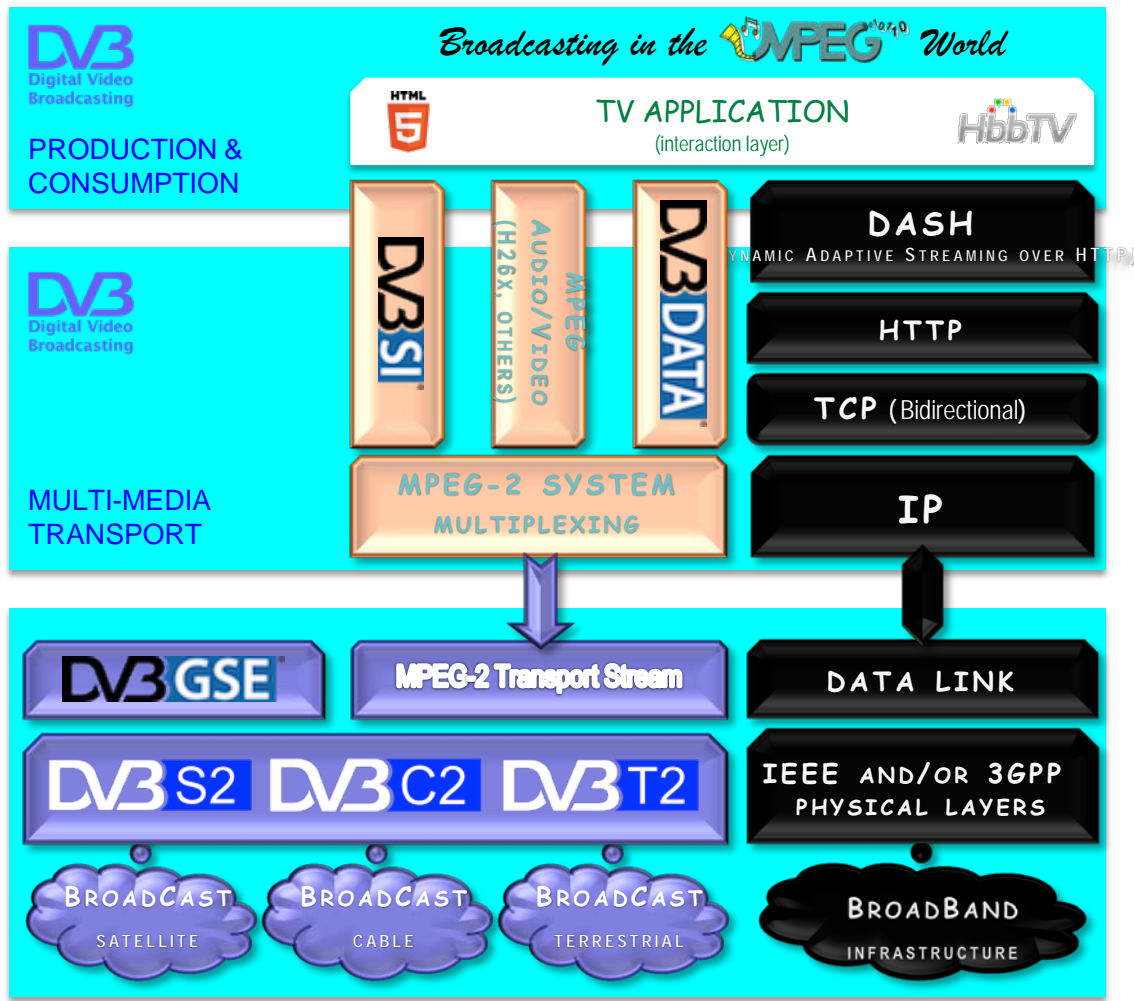 Broadcasting in the MPEG World
DVB
Digital Video
Broadcasting
PRODUCTION &
CONSUMPTION
HTML
5
TV APPLICATION
(interaction layer)
HbbTV
DVB SI
MPEG
AUDIO/VIDEO
(H26X, OTHERS)
DVB DATA
DASH
YNAMIC ADAPTIVE STREAMING OVER HTTP/
HTTP
TCP (Bidirectional)
IP
DVB
Digital Video
Broadcasting
MULTI-MEDIA
TRANSPORT
MPEG-2 SYSTEM
MULTIPLEXING
DVB GSE
MPEG-2 Transport Stream
DATA LINK
DVB S2 DVB C2 DVB T2
IEEE AND/OR 3GPP
PHYSICAL LAYERS
BROADCAST
SATELLITE
BROADCAST
CABLE
BROADCAST
TERRESTRIAL
BROADBAND
INFRASTRUCTURE